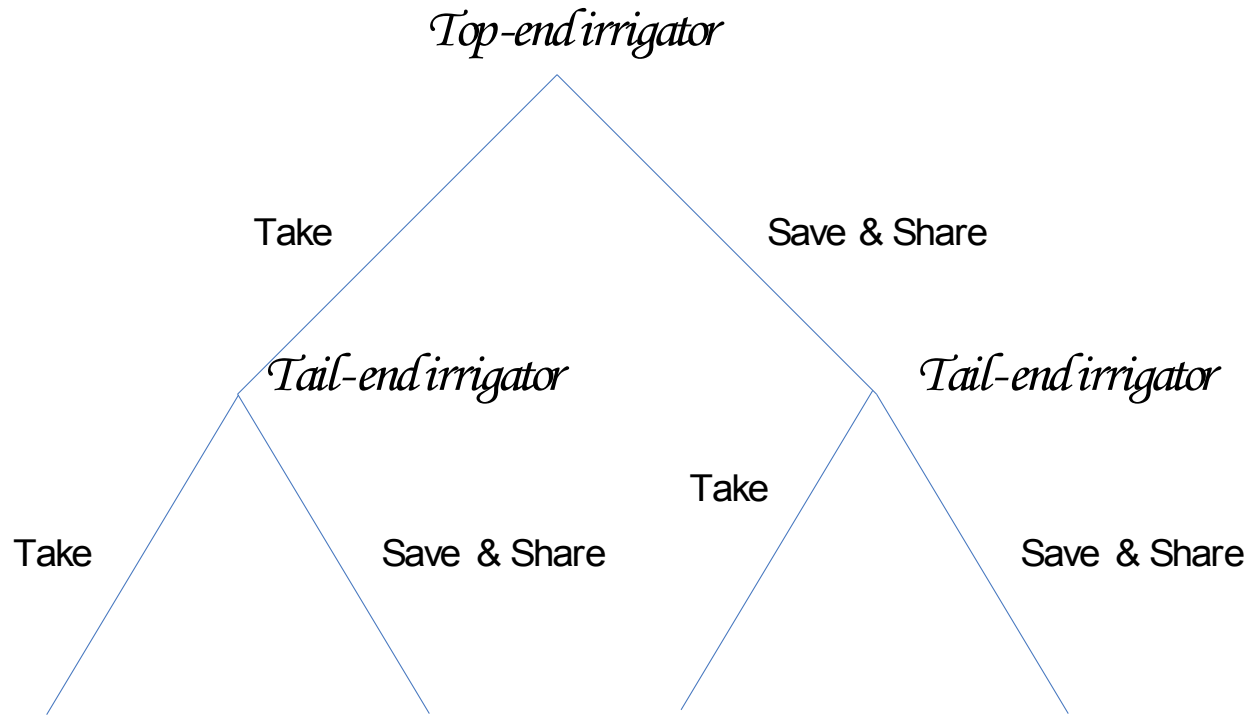 Top-end irrigator
Take
Save & Share
Tail-end irrigator
Tail-end irrigator
Take
Take
Save & Share
Save & Share